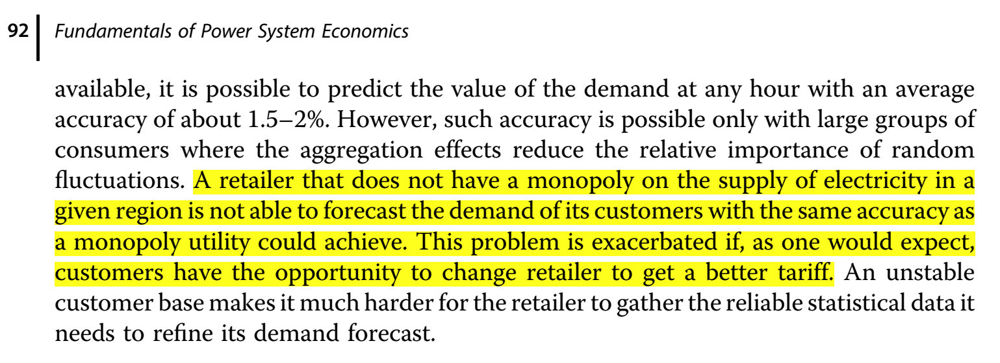 92 Fundamentals of Power System Economics
available, it is possible to predict the value of the demand at any hour with an average
accuracy of about 1.5–2%. However, such accuracy is possible only with large groups of
consumers where the aggregation effects reduce the relative importance of random
fluctuations. A retailer that does not have a monopoly on the supply of electricity in a
given region is not able to forecast the demand of its customers with the same accuracy as
a monopoly utility could achieve. This problem is exacerbated if, as one would expect,
customers have the opportunity to change retailer to get a better tariff. An unstable
customer base makes it much harder for the retailer to gather the reliable statistical data it
needs to refine its demand forecast.